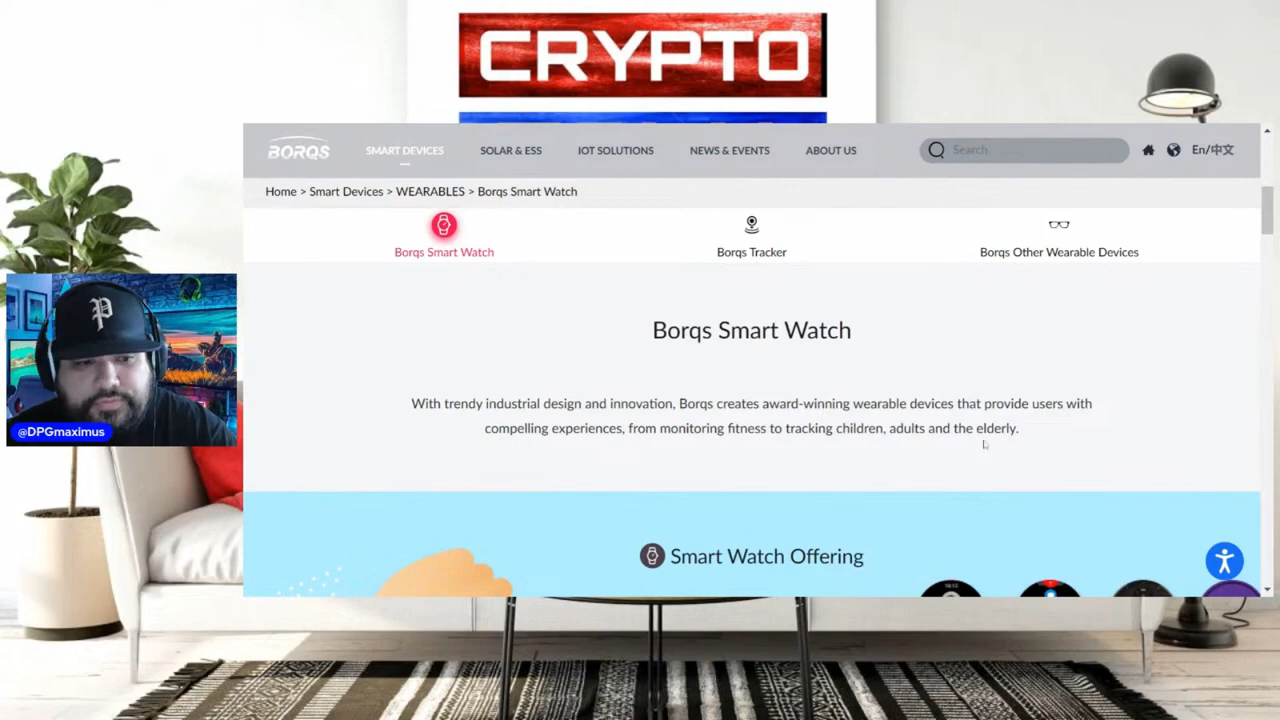 CRYPTO
BORQS SMART DEVICES SOLAR & ESS IOT SOLUTIONS NEWS & EVENTS ABOUT US Search En/中文
Home > Smart Devices > WEARABLES > Borqs Smart Watch
Borqs Smart Watch Borqs Tracker Borqs Other Wearable Devices
Borqs Smart Watch
With trendy industrial design and innovation, Borqs creates award-winning wearable devices that provide users with
compelling experiences, from monitoring fitness to tracking children, adults and the elderly.
@DPGmaximus
Smart Watch Offering